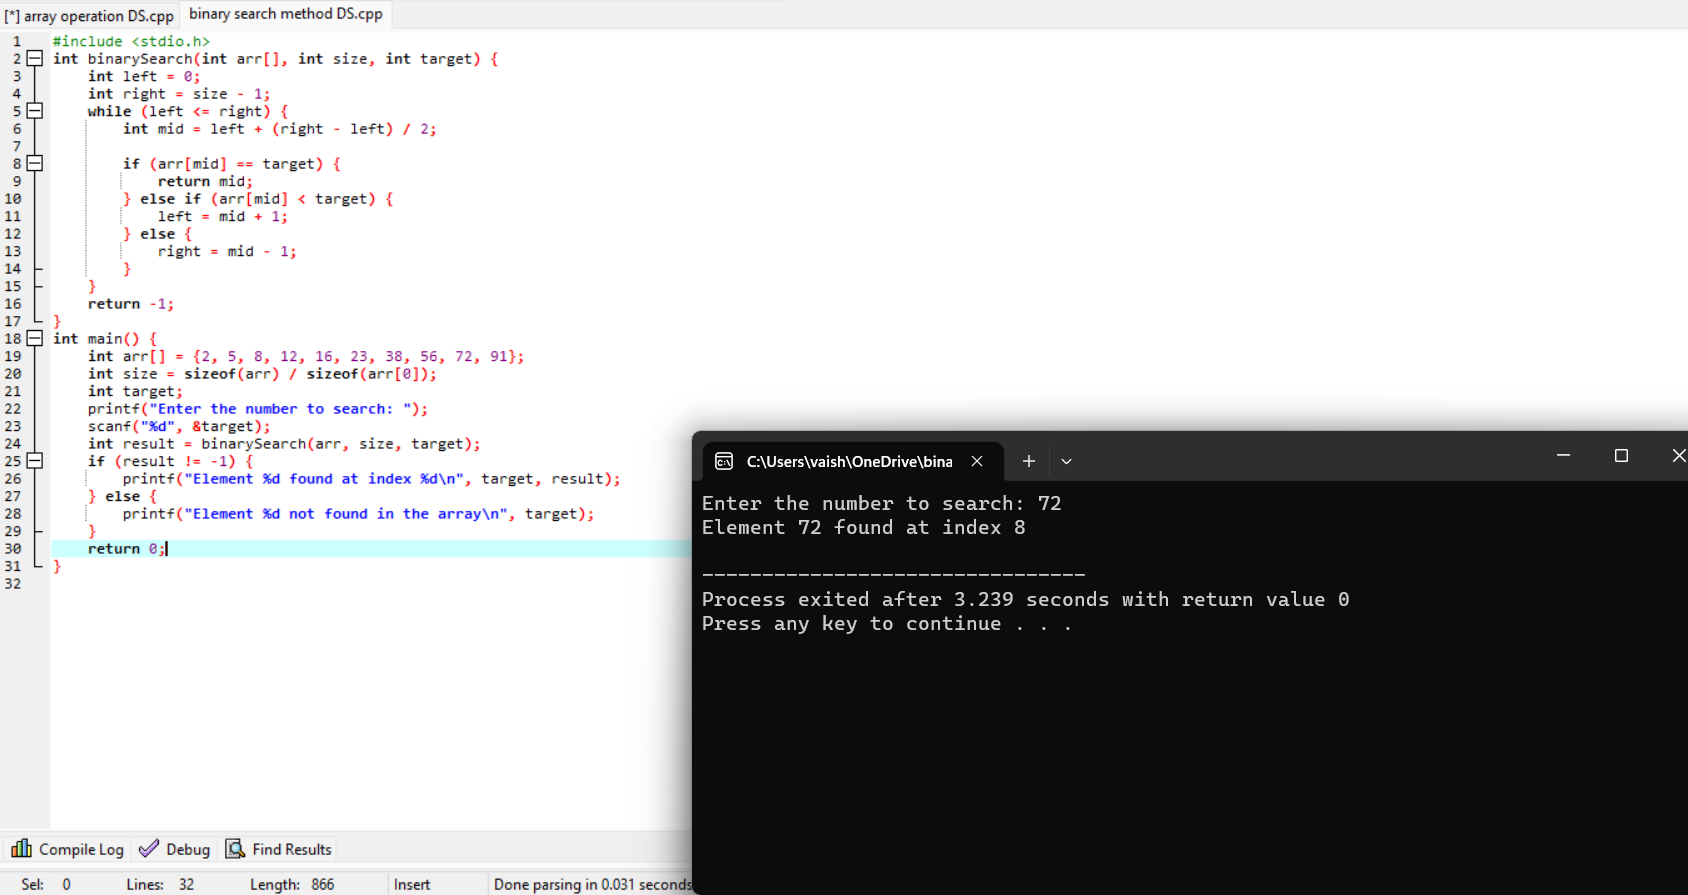 [*] array operation DS.cpp binary search method DS.cpp
1 #include <stdio.h>
2 int binarySearch(int arr[], int size, int target) {
3 int left = 0;
4 int right = size - 1;
5 while (left <= right) {
6 int mid = left + (right - left) / 2;
7
8 if (arr[mid] == target) {
9 return mid;
10 } else if (arr[mid] < target) {
11 left = mid + 1;
12 } else {
13 right = mid - 1;
14 }
15 }
16 return -1;
17 }
18 int main() {
19 int arr[] = {2, 5, 8, 12, 16, 23, 38, 56, 72, 91};
20 int size = sizeof(arr) / sizeof(arr[0]);
21 int target;
22 printf("Enter the number to search: ");
23 scanf("%d", &target);
24 int result = binarySearch(arr, size, target);
25 if (result != -1) {
26 printf("Element %d found at index %d\n", target, result);
27 } else {
28 printf("Element %d not found in the array\n", target);
29 }
30 return 0;
31 }
32
C:\Users\vaish\OneDrive\bina
Enter the number to search: 72
Element 72 found at index 8
--------------------------------
Process exited after 3.239 seconds with return value 0
Press any key to continue . . .
Compile Log Debug Find Results
Sel: 0 Lines: 32 Length: 866 Insert Done parsing in 0.031 seconds